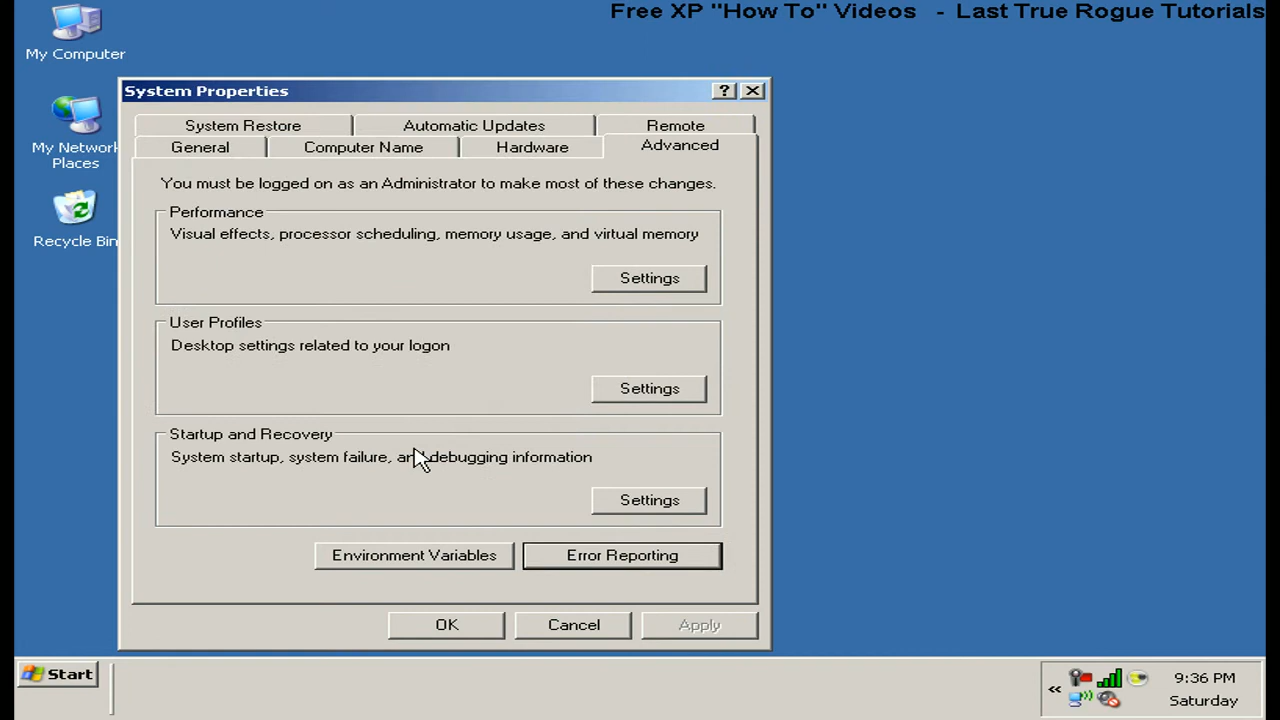 Free XP "How To" Videos - Last True Rogue Tutorials
My Computer
My Network
Places
Recycle Bin
System Properties
System Restore
Automatic Updates
Remote
General
Computer Name
Hardware
Advanced
You must be logged on as an Administrator to make most of these changes.
Performance
Visual effects, processor scheduling, memory usage, and virtual memory
Settings
User Profiles
Desktop settings related to your logon
Settings
Startup and Recovery
System startup, system failure, and debugging information
Settings
Environment Variables
Error Reporting
OK
Cancel
Apply
Start
9:36 PM
Saturday